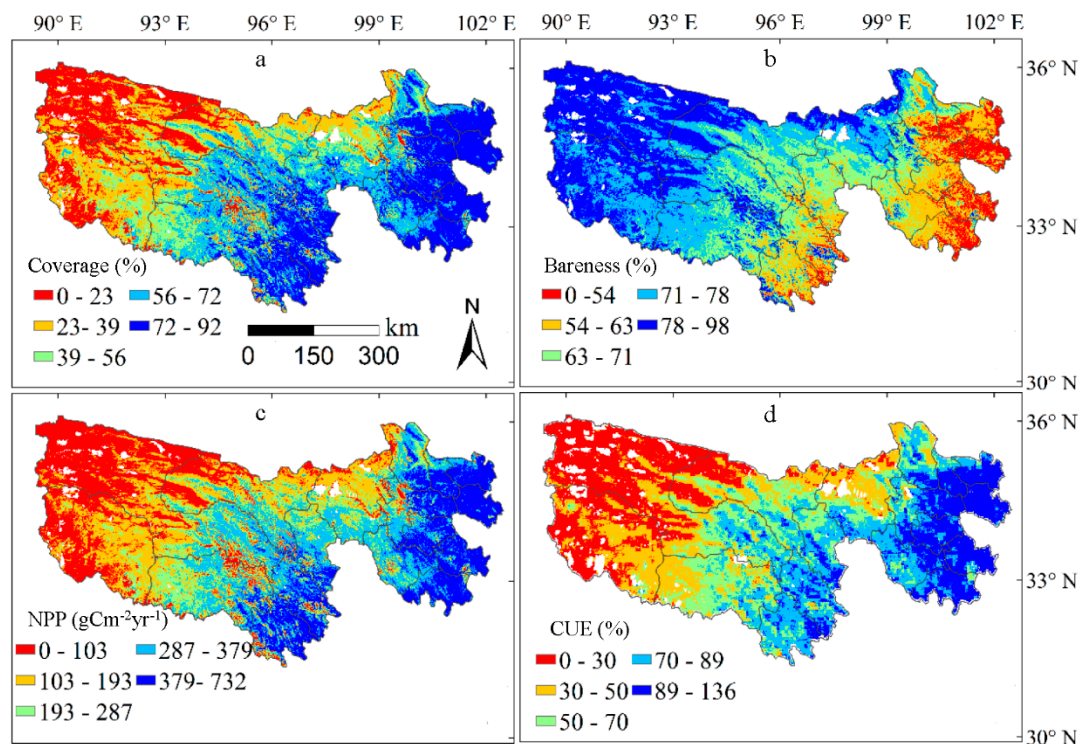 90° E 93° E 96° E 99° E 102° E 90° E 93° E 96° E 99° E 102° E
a b
36° N
33° N
Coverage (%)
0 - 23 56 - 72
23- 39 72 - 92
39 - 56
km
0 150 300
N
Bareness (%)
0 -54 71 - 78
54 - 63 78 - 98
63 - 71
30° N
c d
36° N
33° N
NPP (gCm⁻²yr⁻¹)
0 - 103 287 - 379
103 - 193 379- 732
193 - 287
CUE (%)
0 - 30 70 - 89
30 - 50 89 - 136
50 - 70
30° N